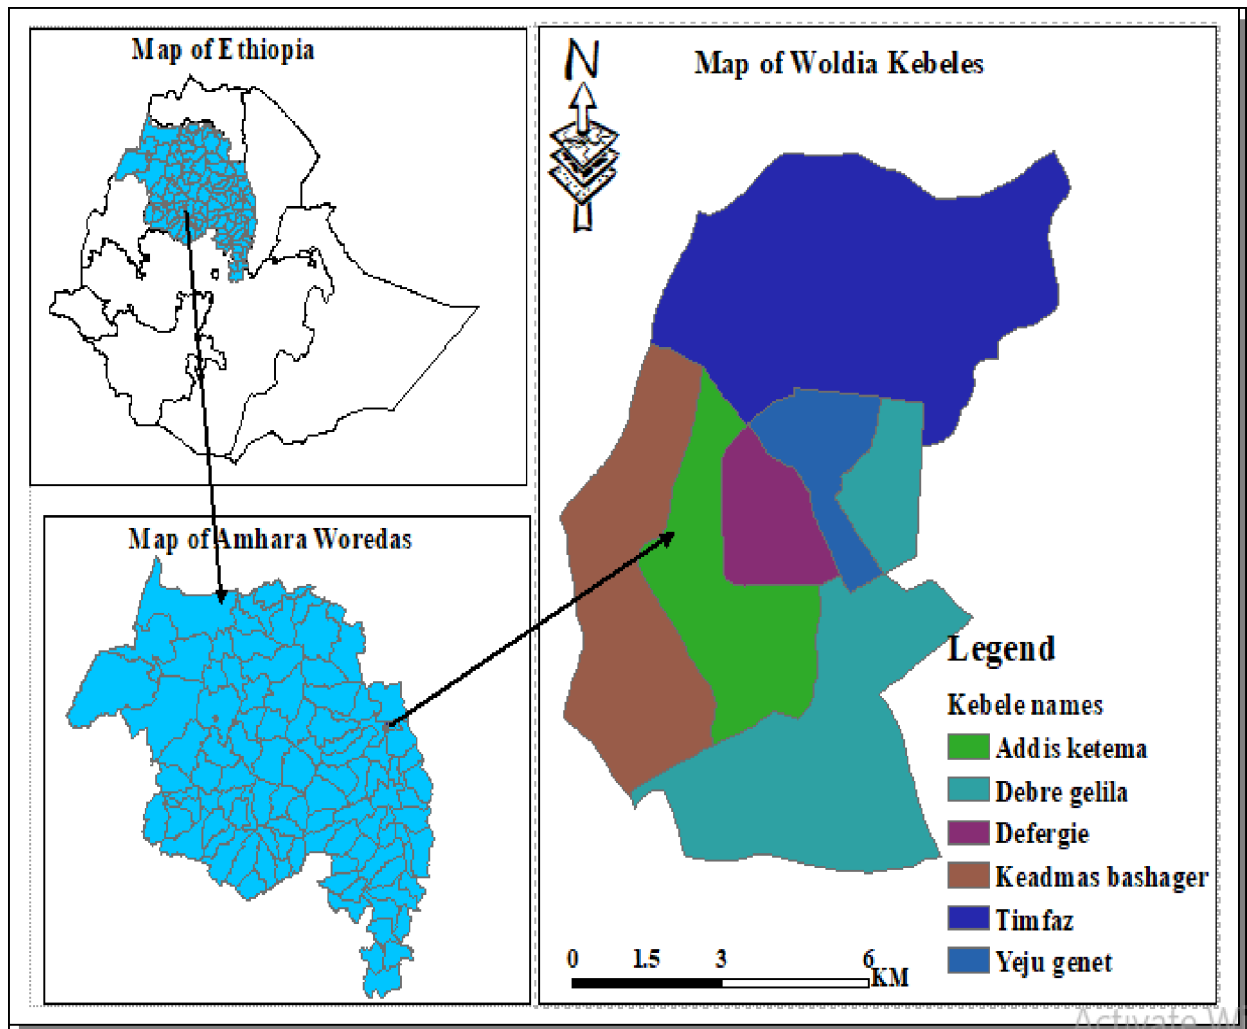 Map of Ethiopia
Map of Amhara Woredas
N
Map of Woldia Kebeles
Legend
Kebele names
Addis ketema
Debre gelila
Defergie
Keadmas bashager
Timfaz
Yeju genet
0 1.5 3 6
KM
Activate